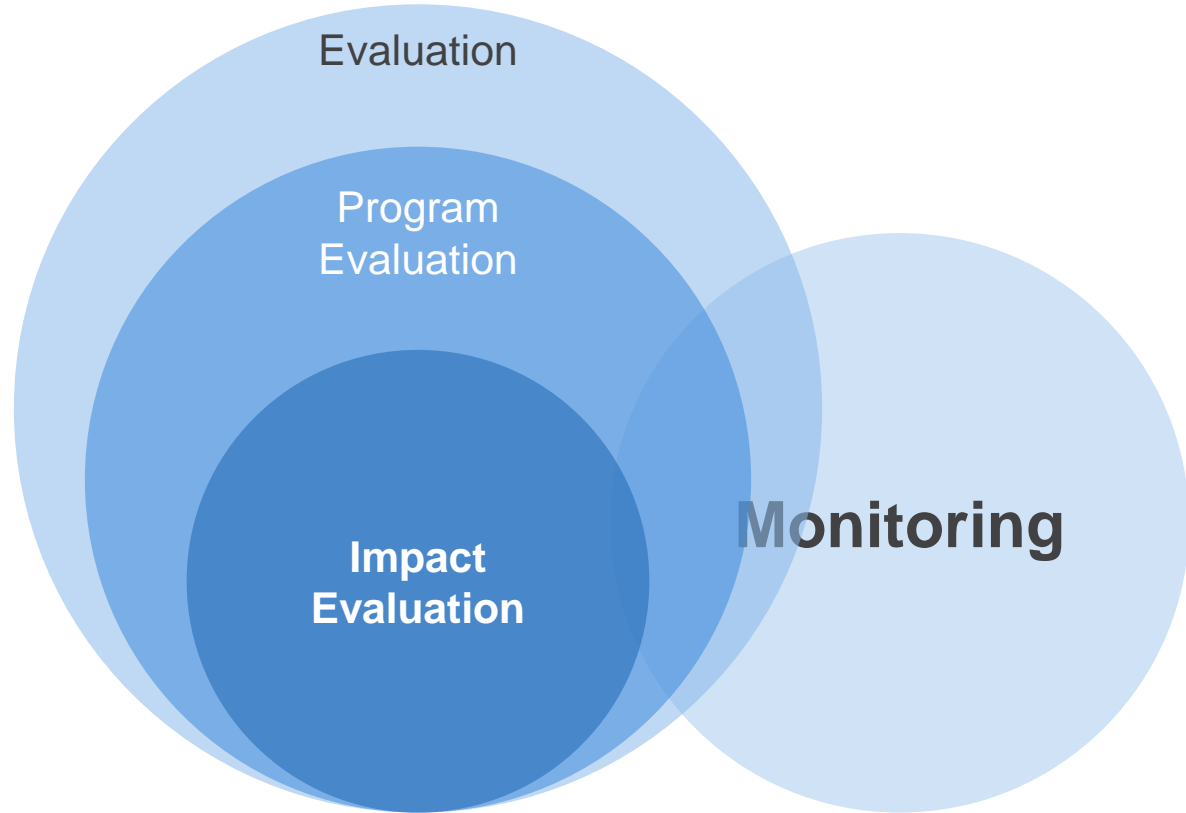 Evaluation
Program
Evaluation
Impact
Evaluation
Monitoring